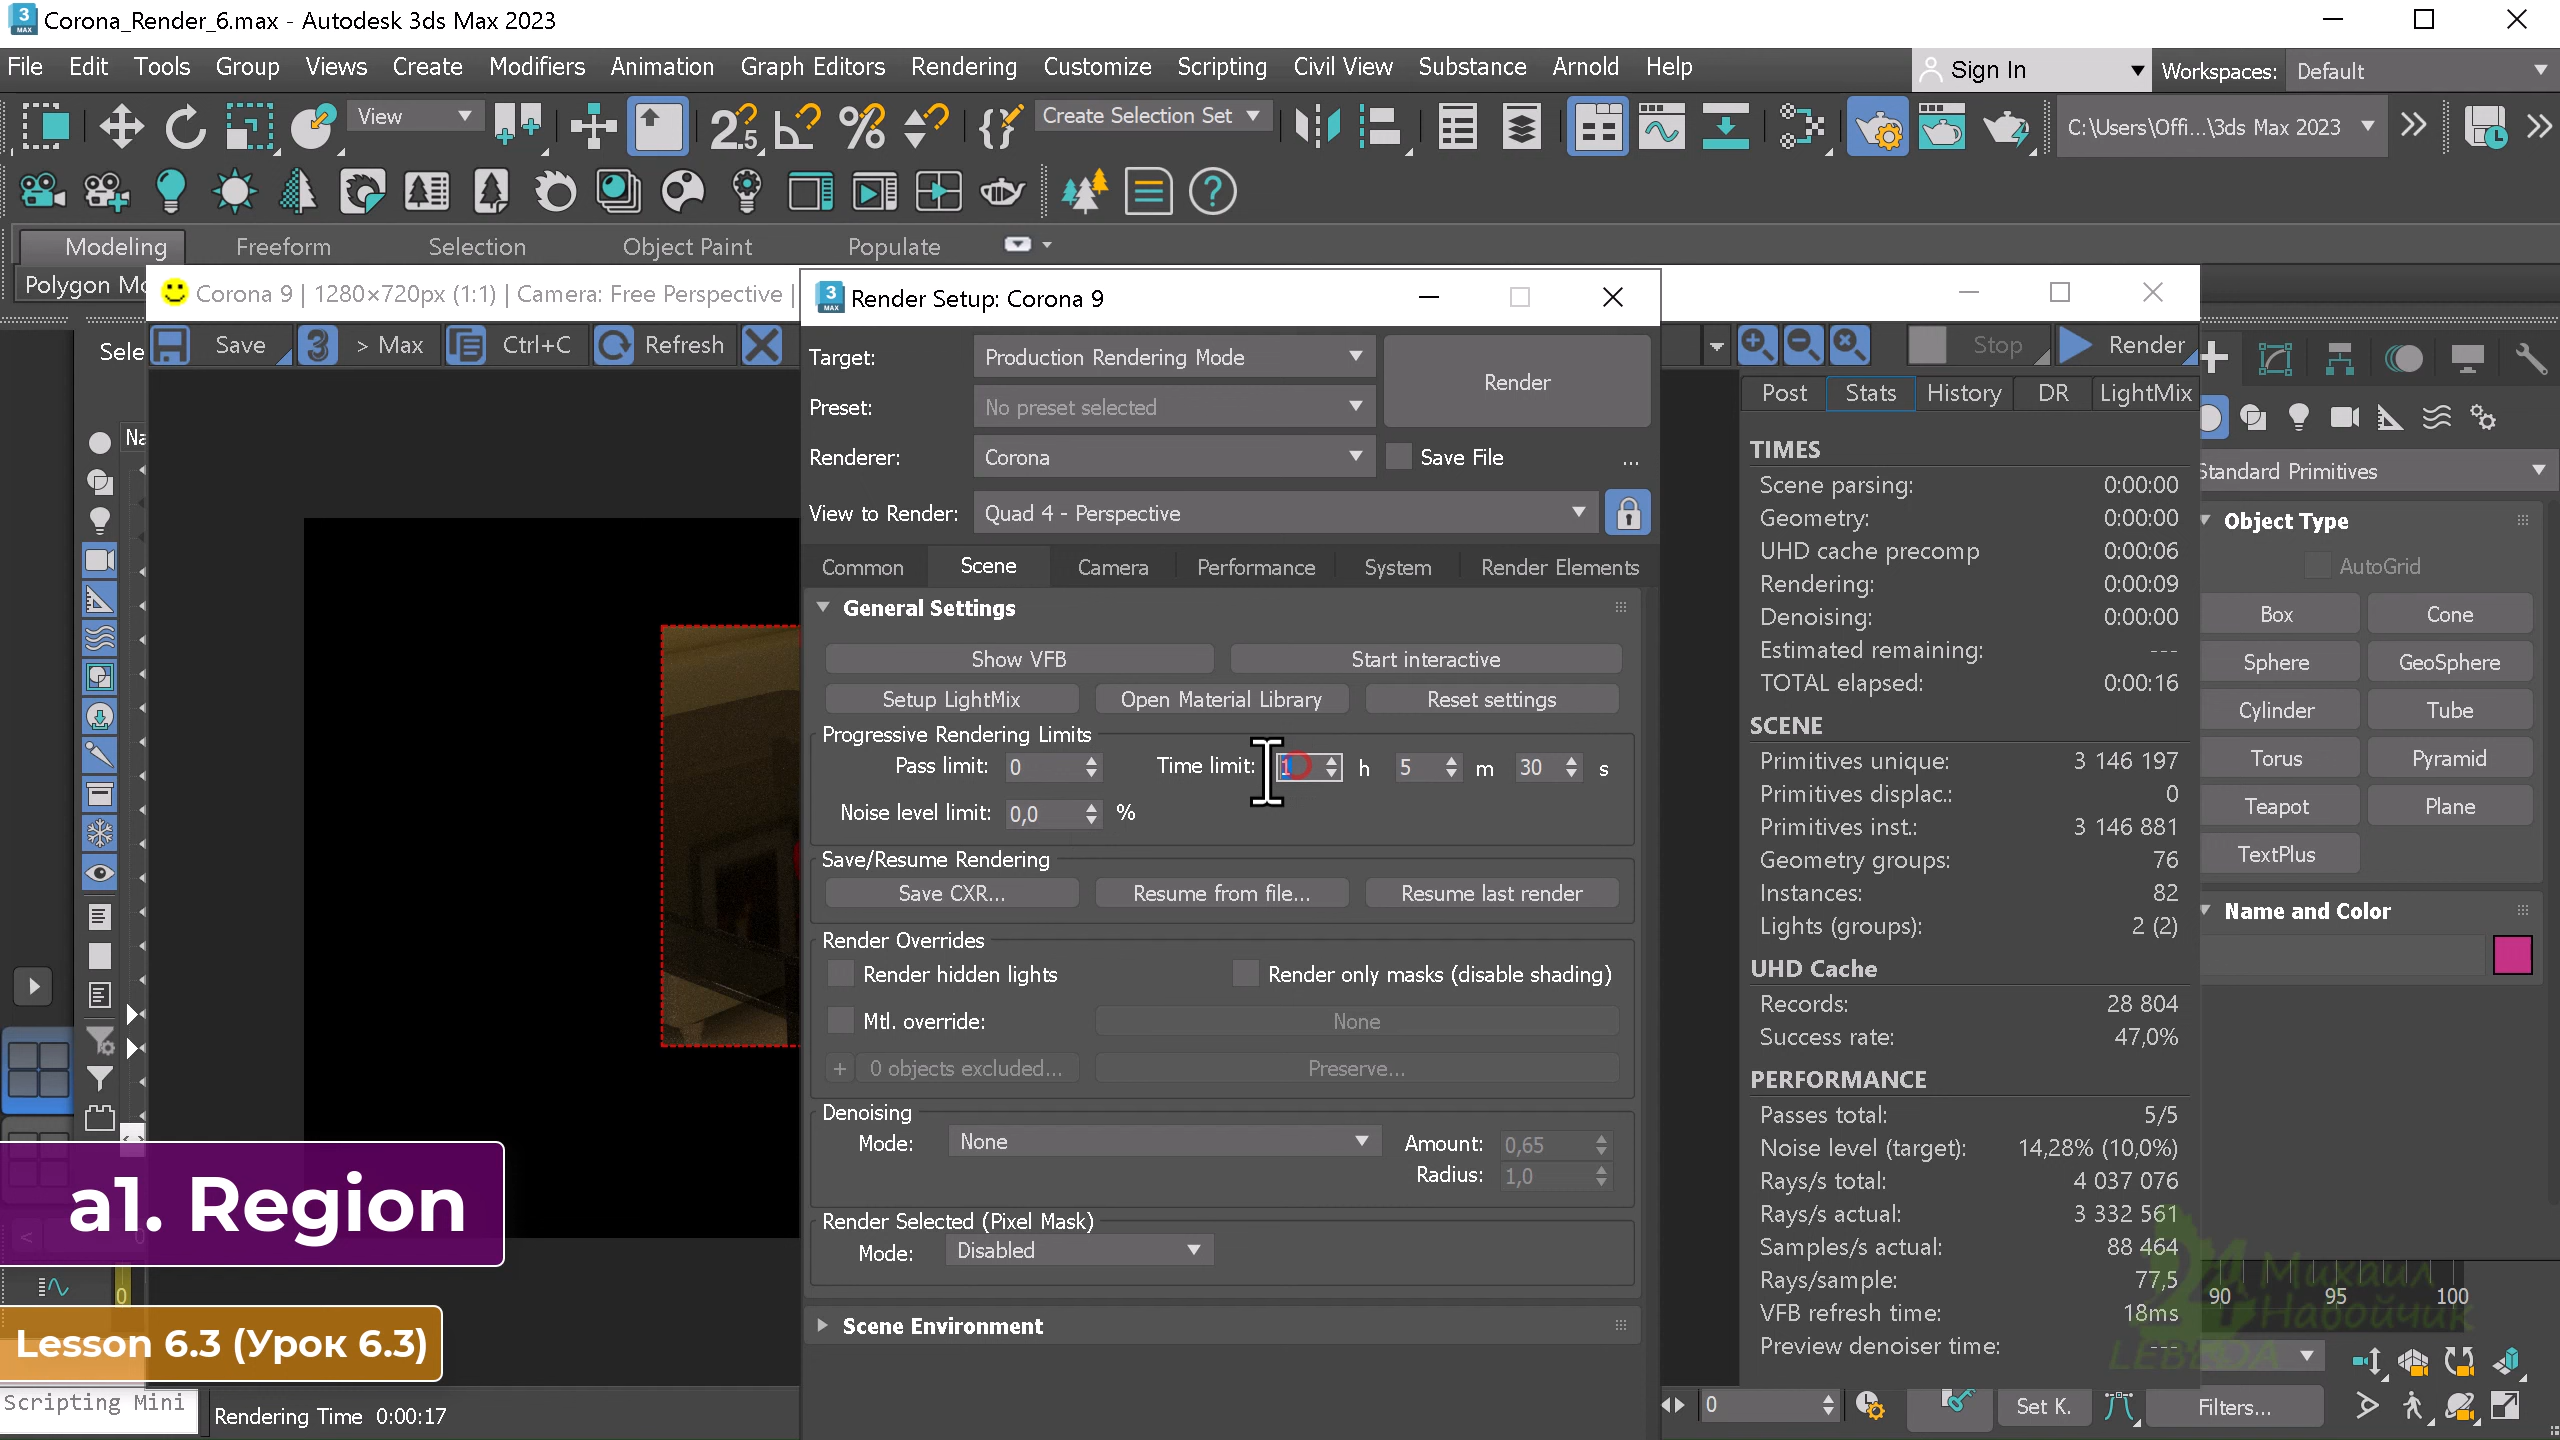 Corona_Render_6.max - Autodesk 3ds Max 2023
File Edit Tools Group Views Create Modifiers Animation Graph Editors Rendering Customize Scripting Civil View Substance Arnold Help
Sign In
Workspaces: Default
View
Create Selection Set
C:\Users\Offi...\3ds Max 2023
Modeling Freeform Selection Object Paint Populate
Polygon Mo
Corona 9 | 1280×720px (1:1) | Camera: Free Perspective |
Sele
Save > Max Ctrl+C Refresh
Stop Render
Na
Render Setup: Corona 9
Target: Production Rendering Mode
Render
Preset: No preset selected
Renderer: Corona
Save File ...
View to Render: Quad 4 - Perspective
Common Scene Camera Performance System Render Elements
General Settings
Show VFB Start interactive
Setup LightMix Open Material Library Reset settings
Progressive Rendering Limits
Pass limit: 0 Time limit: 1 h 5 m 30 s
Noise level limit: 0,0 %
Save/Resume Rendering
Save CXR... Resume from file... Resume last render
Render Overrides
Render hidden lights Render only masks (disable shading)
Mtl. override: None
+ 0 objects excluded... Preserve...
Denoising
Mode: None Amount: 0,65
Radius: 1,0
Render Selected (Pixel Mask)
Mode: Disabled
Scene Environment
Post Stats History DR LightMix
TIMES
Scene parsing: 0:00:00
Geometry: 0:00:00
UHD cache precomp 0:00:06
Rendering: 0:00:09
Denoising: 0:00:00
Estimated remaining: ---
TOTAL elapsed: 0:00:16
SCENE
Primitives unique: 3 146 197
Primitives displac.: 0
Primitives inst.: 3 146 881
Geometry groups: 76
Instances: 82
Lights (groups): 2 (2)
UHD Cache
Records: 28 804
Success rate: 47,0%
PERFORMANCE
Passes total: 5/5
Noise level (target): 14,28% (10,0%)
Rays/s total: 4 037 076
Rays/s actual: 3 332 561
Samples/s actual: 88 464
Rays/sample: 77,5
VFB refresh time: 18ms
Preview denoiser time: ---
Standard Primitives
Object Type
AutoGrid
Box Cone
Sphere GeoSphere
Cylinder Tube
Torus Pyramid
Teapot Plane
TextPlus
Name and Color
a1. Region
0
Lesson 6.3 (Урок 6.3)
Scripting Mini
Rendering Time 0:00:17
90 95 100
Михаил
Набойчик
LEBEDA
0
Set K.
Filters...